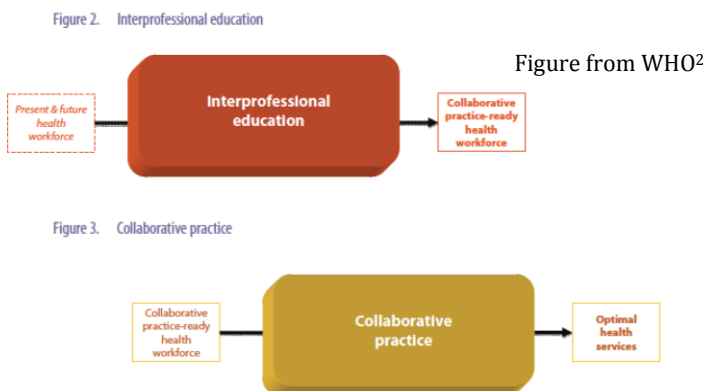 Figure 2. Interprofessional education
Figure from WHO2
Present & future
health
workforce
Interprofessional
education
Collaborative
practice-ready
health
workforce
Figure 3. Collaborative practice
Collaborative
practice-ready
health
workforce
Collaborative
practice
Optimal
health
services